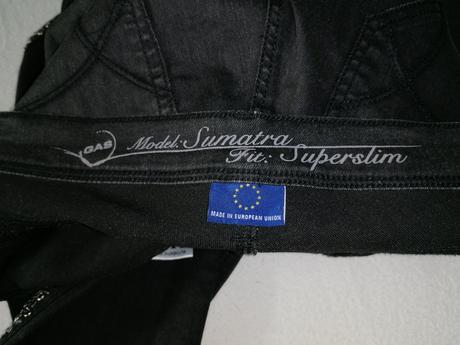 GAS Model: Sumatra
Fit: Superslim
MADE IN EUROPEAN UNION